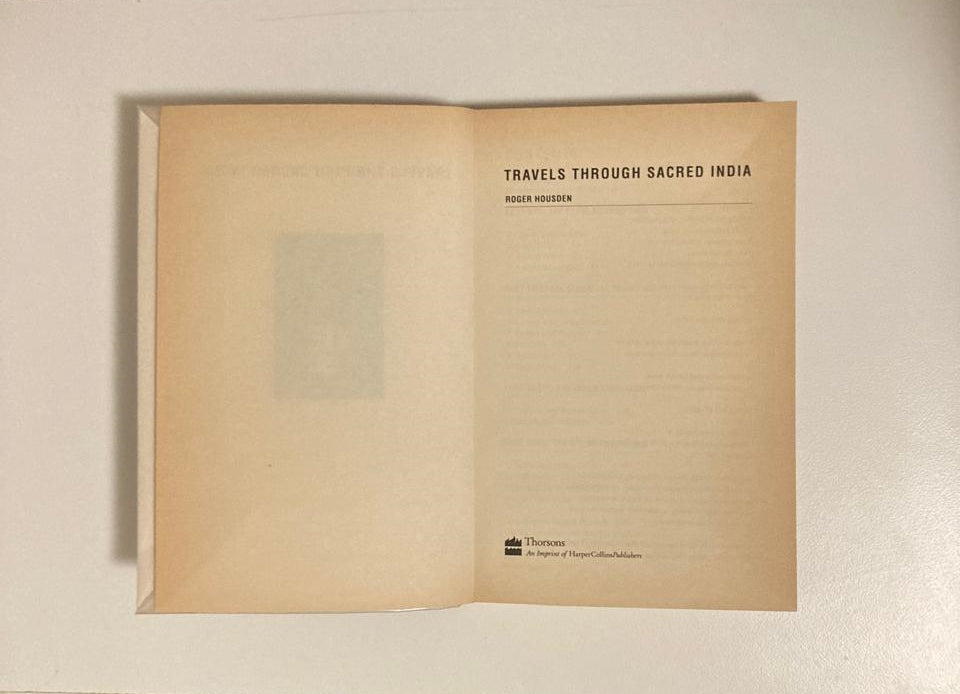 TRAVELS THROUGH SACRED INDIA
ROGER HOUSDEN
Thorsons
An Imprint of HarperCollinsPublishers